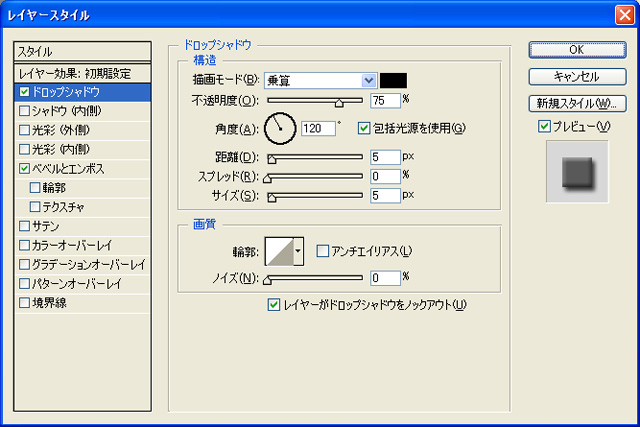 レイヤースタイル
スタイル
レイヤー効果: 初期設定
ドロップシャドウ
シャドウ (内側)
光彩 (外側)
光彩 (内側)
ベベルとエンボス
輪郭
テクスチャ
サテン
カラーオーバーレイ
グラデーションオーバーレイ
パターンオーバーレイ
境界線
ドロップシャドウ
構造
描画モード(B): 乗算
不透明度(O): 75 %
角度(A): 120 ° 包括光源を使用(G)
距離(D): 5 px
スプレッド(R): 0 %
サイズ(S): 5 px
画質
輪郭: アンチエイリアス(L)
ノイズ(N): 0 %
レイヤーがドロップシャドウをノックアウト(U)
OK
キャンセル
新規スタイル(W)...
プレビュー(V)